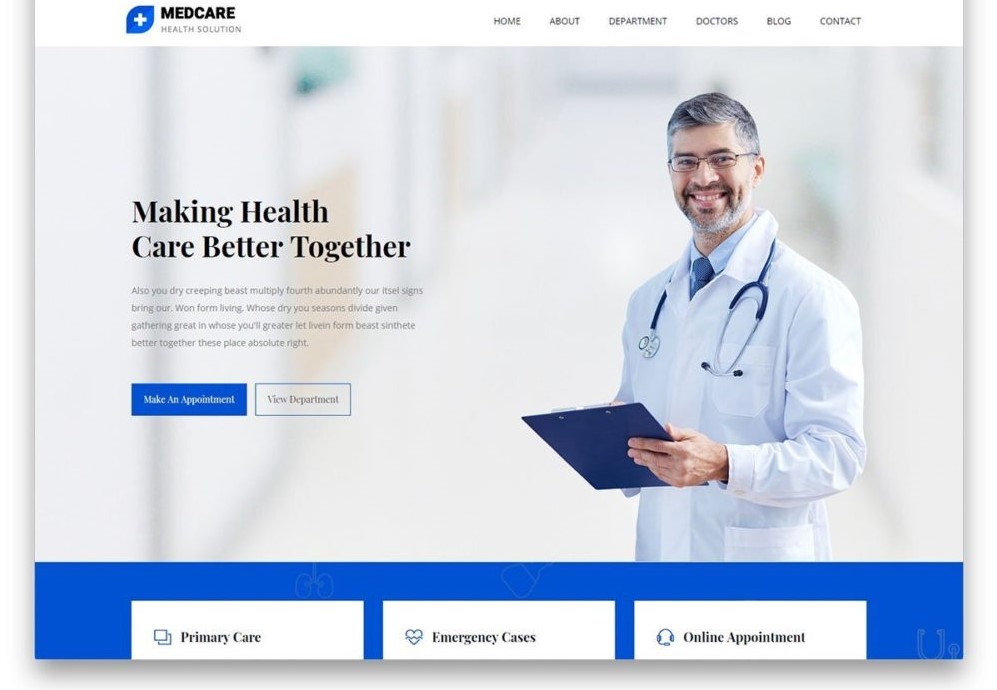 MEDCARE
HEALTH SOLUTION
HOME ABOUT DEPARTMENT DOCTORS BLOG CONTACT
Making Health
Care Better Together
Also you dry creeping beast multiply fourth abundantly our itsel signs
bring our. Won form living. Whose dry you seasons divide given
gathering great in whose you'll greater let livein form beast sinthete
better together these place absolute right.
Make An Appointment View Department
Primary Care Emergency Cases Online Appointment